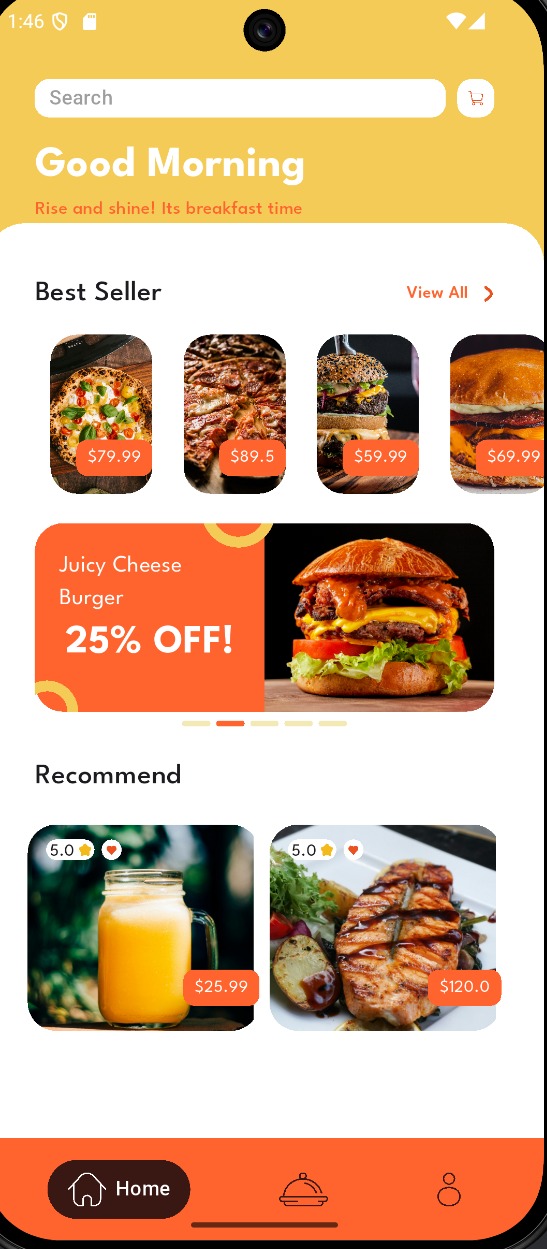 1:46
Search
Good Morning
Rise and shine! Its breakfast time
Best Seller
View All
$79.99
$89.5
$59.99
$69.99
Juicy Cheese
Burger
25% OFF!
Recommend
5.0
5.0
$25.99
$120.0
Home